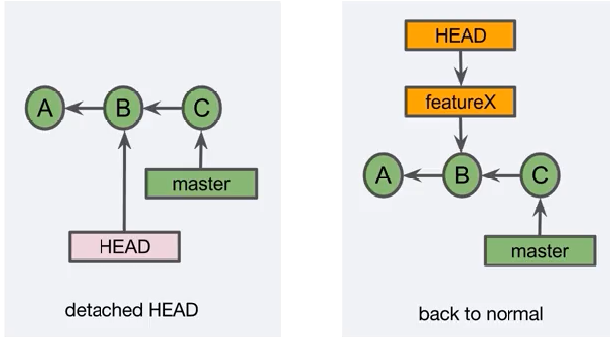 A B C
master
HEAD
detached HEAD
HEAD
featureX
A B C
master
back to normal